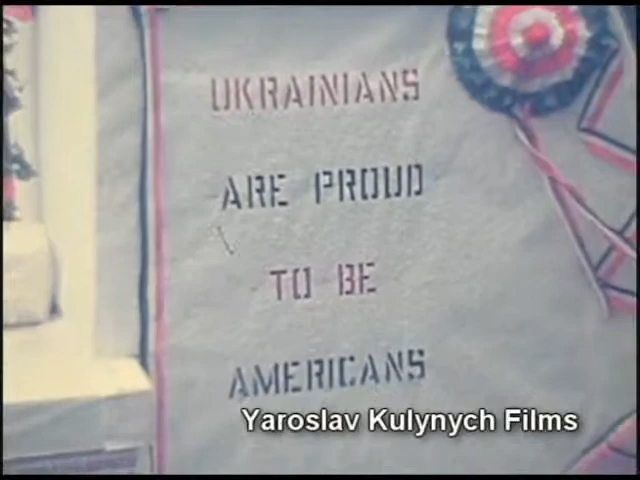 UKRAINIANS
ARE PROUD
TO BE
AMERICANS
Yaroslav Kulynych Films